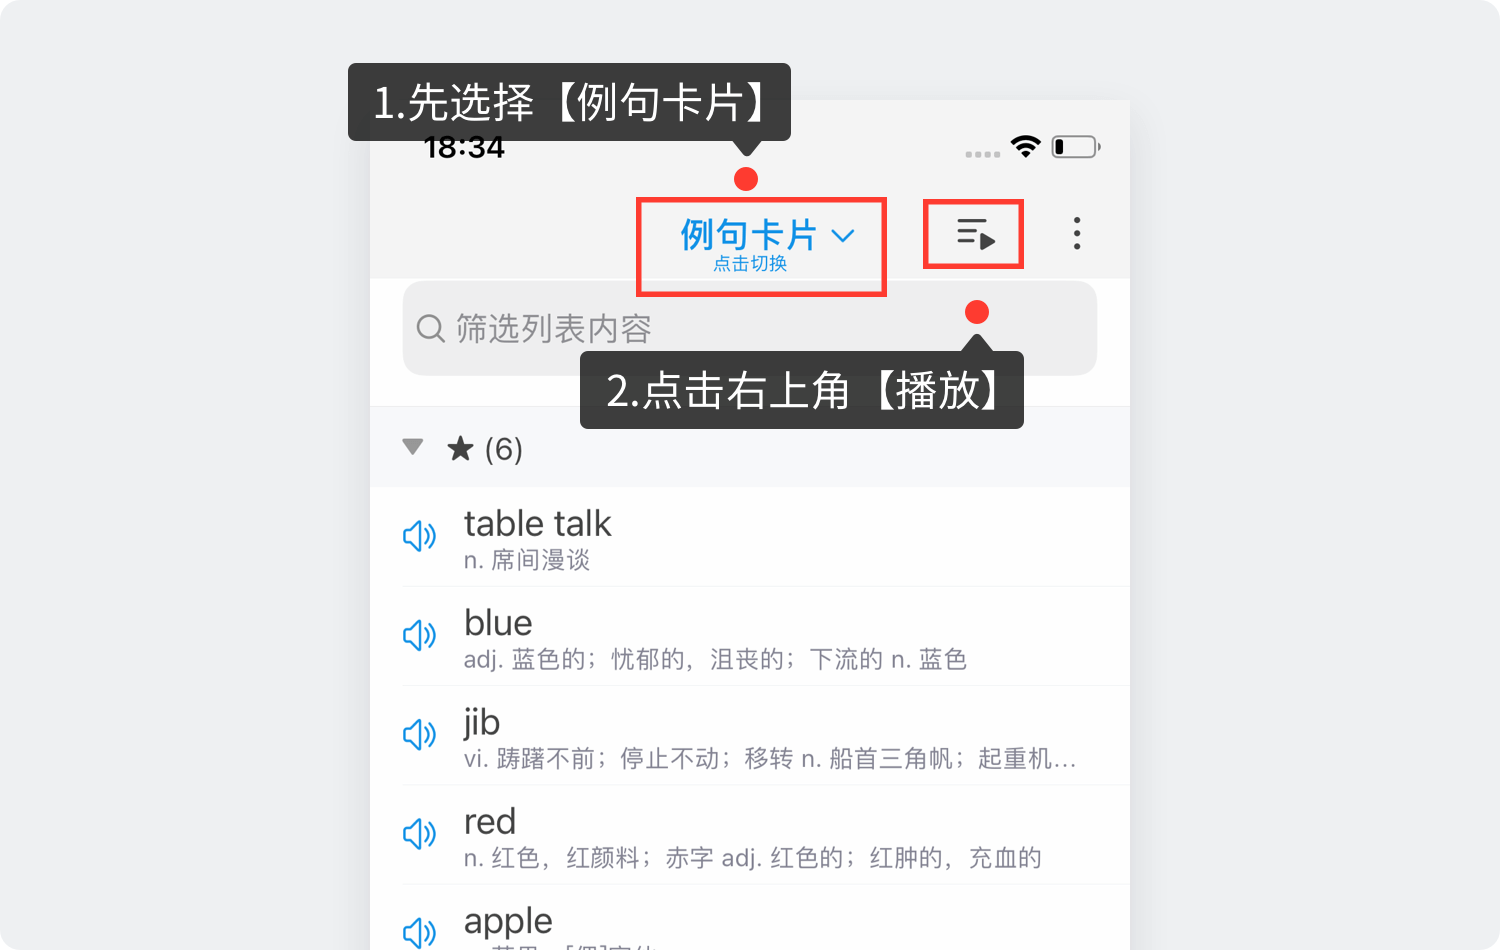 1.先选择【例句卡片】
18:34
例句卡片
点击切换
筛选列表内容
2.点击右上角【播放】
★ (6)
table talk
n. 席间漫谈
blue
adj. 蓝色的；忧郁的，沮丧的；下流的 n. 蓝色
jib
vi. 踌躇不前；停止不动；移转 n. 船首三角帆；起重机...
red
n. 红色，红颜料；赤字 adj. 红色的；红肿的，充血的
apple